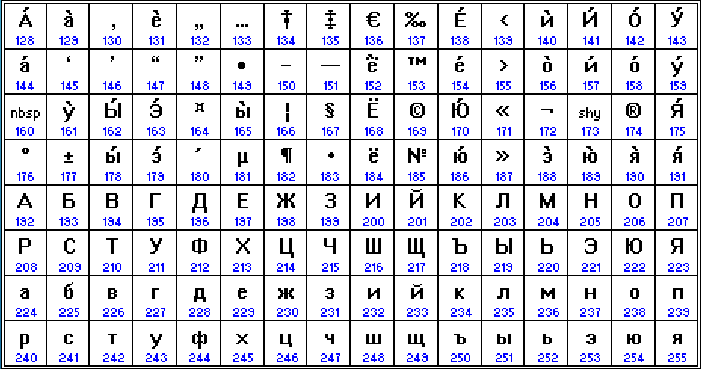 А́ а̀ ‚ ѐ „ … † ‡ € ‰ Е́ ‹ ѝ И́ О́ У́
128 129 130 131 132 133 134 135 136 137 138 139 140 141 142 143
а́ ‘ ’ “ ” • – — ѐ̈ ™ е́ › о̀ и́ о́ у́
144 145 146 147 148 149 150 151 152 153 154 155 156 157 158 159
nbsp у̀ Ы́ Э́ ¤ ы̀ ¦ § Ё © Ю́ « ¬ shy ® Я́
160 161 162 163 164 165 166 167 168 169 170 171 172 173 174 175
° ± ы́ э́ ´ µ ¶ · ё № ю́ » э̀ ю̀ я̀ я́
176 177 178 179 180 181 182 183 184 185 186 187 188 189 190 191
А Б В Г Д Е Ж З И Й К Л М Н О П
192 193 194 195 196 197 198 199 200 201 202 203 204 205 206 207
Р С Т У Ф Х Ц Ч Ш Щ Ъ Ы Ь Э Ю Я
208 209 210 211 212 213 214 215 216 217 218 219 220 221 222 223
а б в г д е ж з и й к л м н о п
224 225 226 227 228 229 230 231 232 233 234 235 236 237 238 239
р с т у ф х ц ч ш щ ъ ы ь э ю я
240 241 242 243 244 245 246 247 248 249 250 251 252 253 254 255